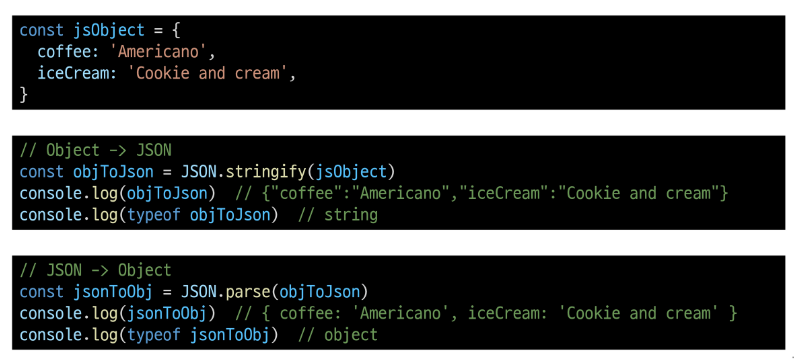 const jsObject = {
  coffee: 'Americano',
  iceCream: 'Cookie and cream',
}
// Object -> JSON
const objToJson = JSON.stringify(jsObject)
console.log(objToJson)  // {"coffee":"Americano","iceCream":"Cookie and cream"}
console.log(typeof objToJson)  // string
// JSON -> Object
const jsonToObj = JSON.parse(objToJson)
console.log(jsonToObj)  // { coffee: 'Americano', iceCream: 'Cookie and cream' }
console.log(typeof jsonToObj)  // object